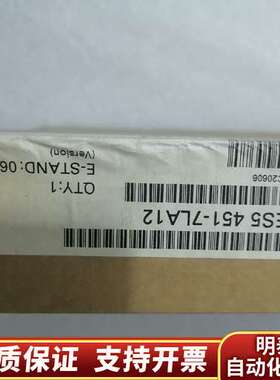 ES5 451-7LA12
C20606
QTY:1
E-STAND:06
(Version)
质保证 支持开票
明
自动化